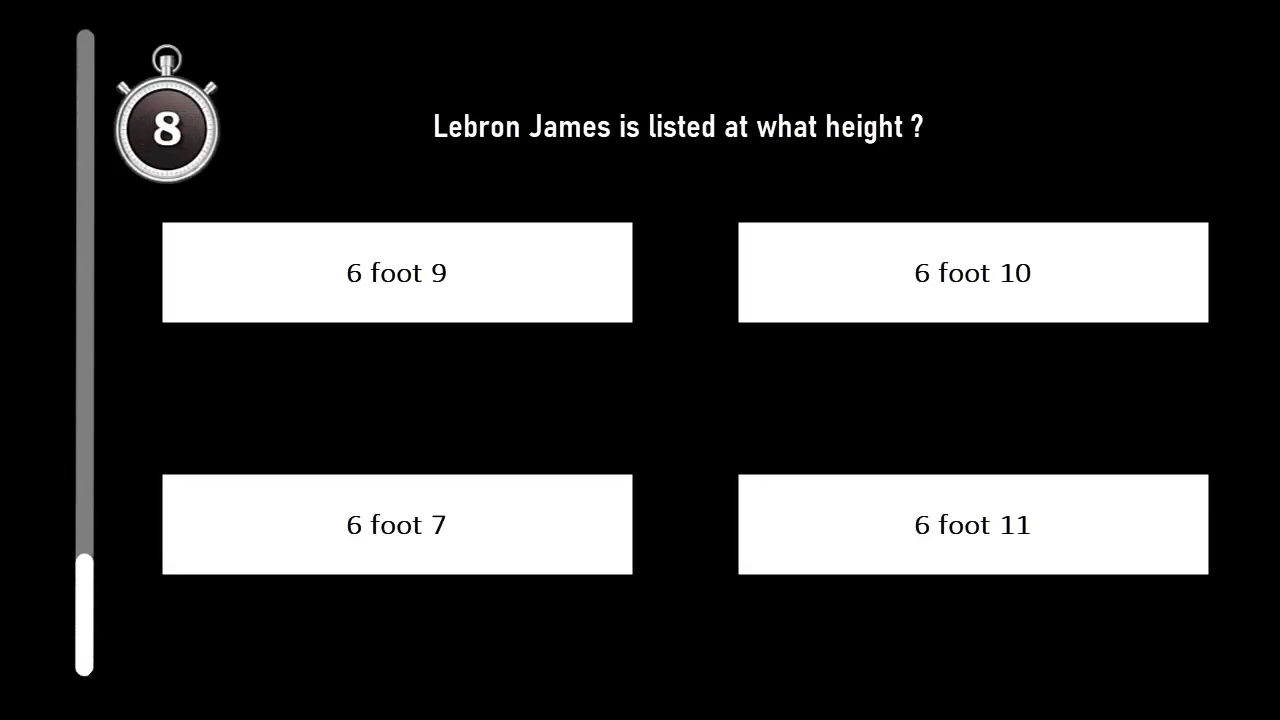 8
Lebron James is listed at what height ?
6 foot 9
6 foot 10
6 foot 7
6 foot 11